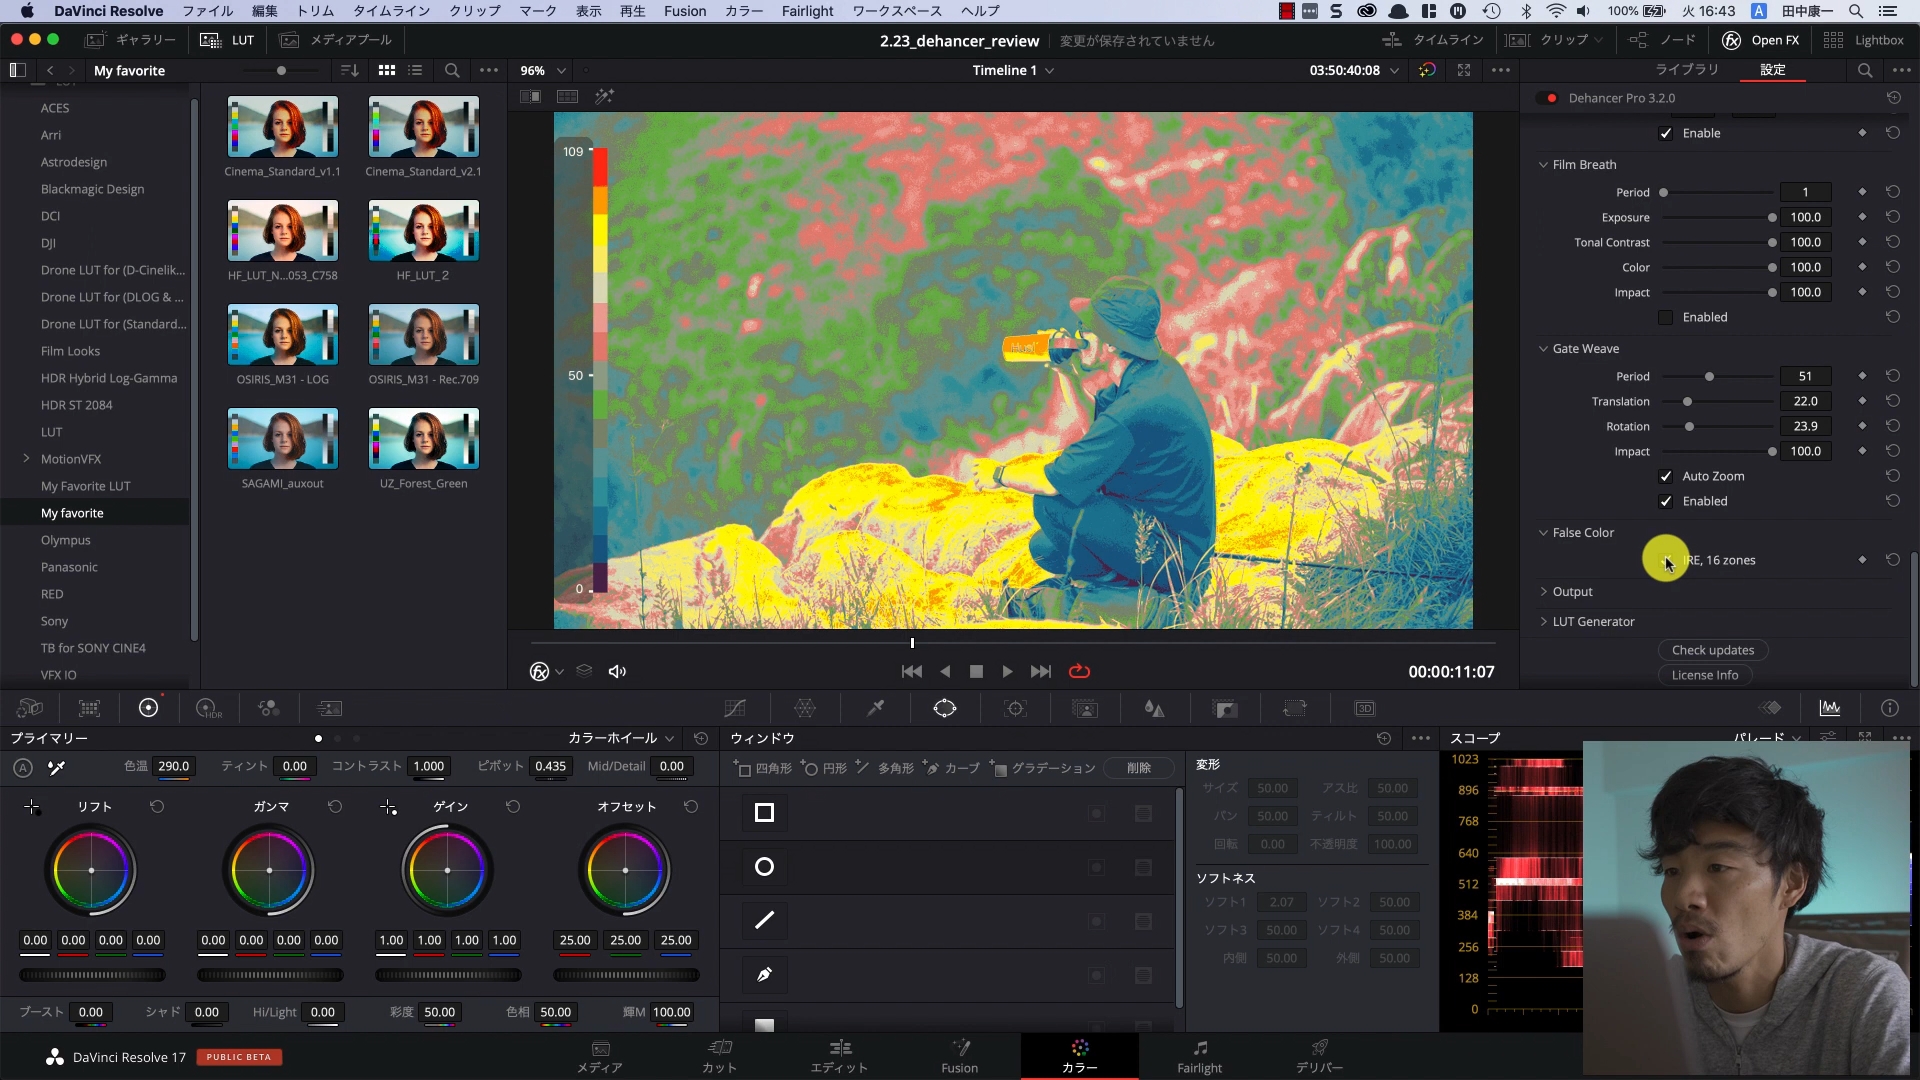 DaVinci Resolve ファイル 編集 トリム タイムライン クリップ マーク 表示 再生 Fusion カラー Fairlight ワークスペース ヘルプ 100% 火 16:43 A 田中康一
ギャラリー LUT メディアプール 2.23_dehancer_review 変更が保存されていません タイムライン クリップ ノード Open FX Lightbox
My favorite 96% Timeline 1 03:50:40:08 ライブラリ 設定
ACES
Arri
Astrodesign
Blackmagic Design
DCI
DJI
Drone LUT for (D-Cinelik...
Drone LUT for (DLOG & ...
Drone LUT for (Standard...
Film Looks
HDR Hybrid Log-Gamma
HDR ST 2084
LUT
MotionVFX
My Favorite LUT
My favorite
Olympus
Panasonic
RED
Sony
TB for SONY CINE4
VFX IO
Cinema_Standard_v1.1 Cinema_Standard_v2.1
HF_LUT_N...053_C758 HF_LUT_2
OSIRIS_M31 - LOG OSIRIS_M31 - Rec.709
SAGAMI_auxout UZ_Forest_Green
109
50
0
00:00:11:07
Dehancer Pro 3.2.0
Enable
Film Breath
Period 1
Exposure 100.0
Tonal Contrast 100.0
Color 100.0
Impact 100.0
Enabled
Gate Weave
Period 51
Translation 22.0
Rotation 23.9
Impact 100.0
Auto Zoom
Enabled
False Color
IRE, 16 zones
Output
LUT Generator
Check updates
License Info
プライマリー カラーホイール
色温 290.0 ティント 0.00 コントラスト 1.000 ピボット 0.435 Mid/Detail 0.00
リフト ガンマ ゲイン オフセット
0.00 0.00 0.00 0.00 0.00 0.00 0.00 0.00 1.00 1.00 1.00 1.00 25.00 25.00 25.00
ブースト 0.00 シャド 0.00 Hi/Light 0.00 彩度 50.00 色相 50.00 輝M 100.00
ウィンドウ
四角形 円形 多角形 カーブ グラデーション 削除
変形
サイズ 50.00 アス比 50.00
パン 50.00 ティルト 50.00
回転 0.00 不透明度 100.00
ソフトネス
ソフト1 2.07 ソフト2 50.00
ソフト3 50.00 ソフト4 50.00
内側 50.00 外側 50.00
スコープ パレード
1023
896
768
640
512
384
256
128
0
DaVinci Resolve 17 PUBLIC BETA
メディア カット エディット Fusion カラー Fairlight デリバー